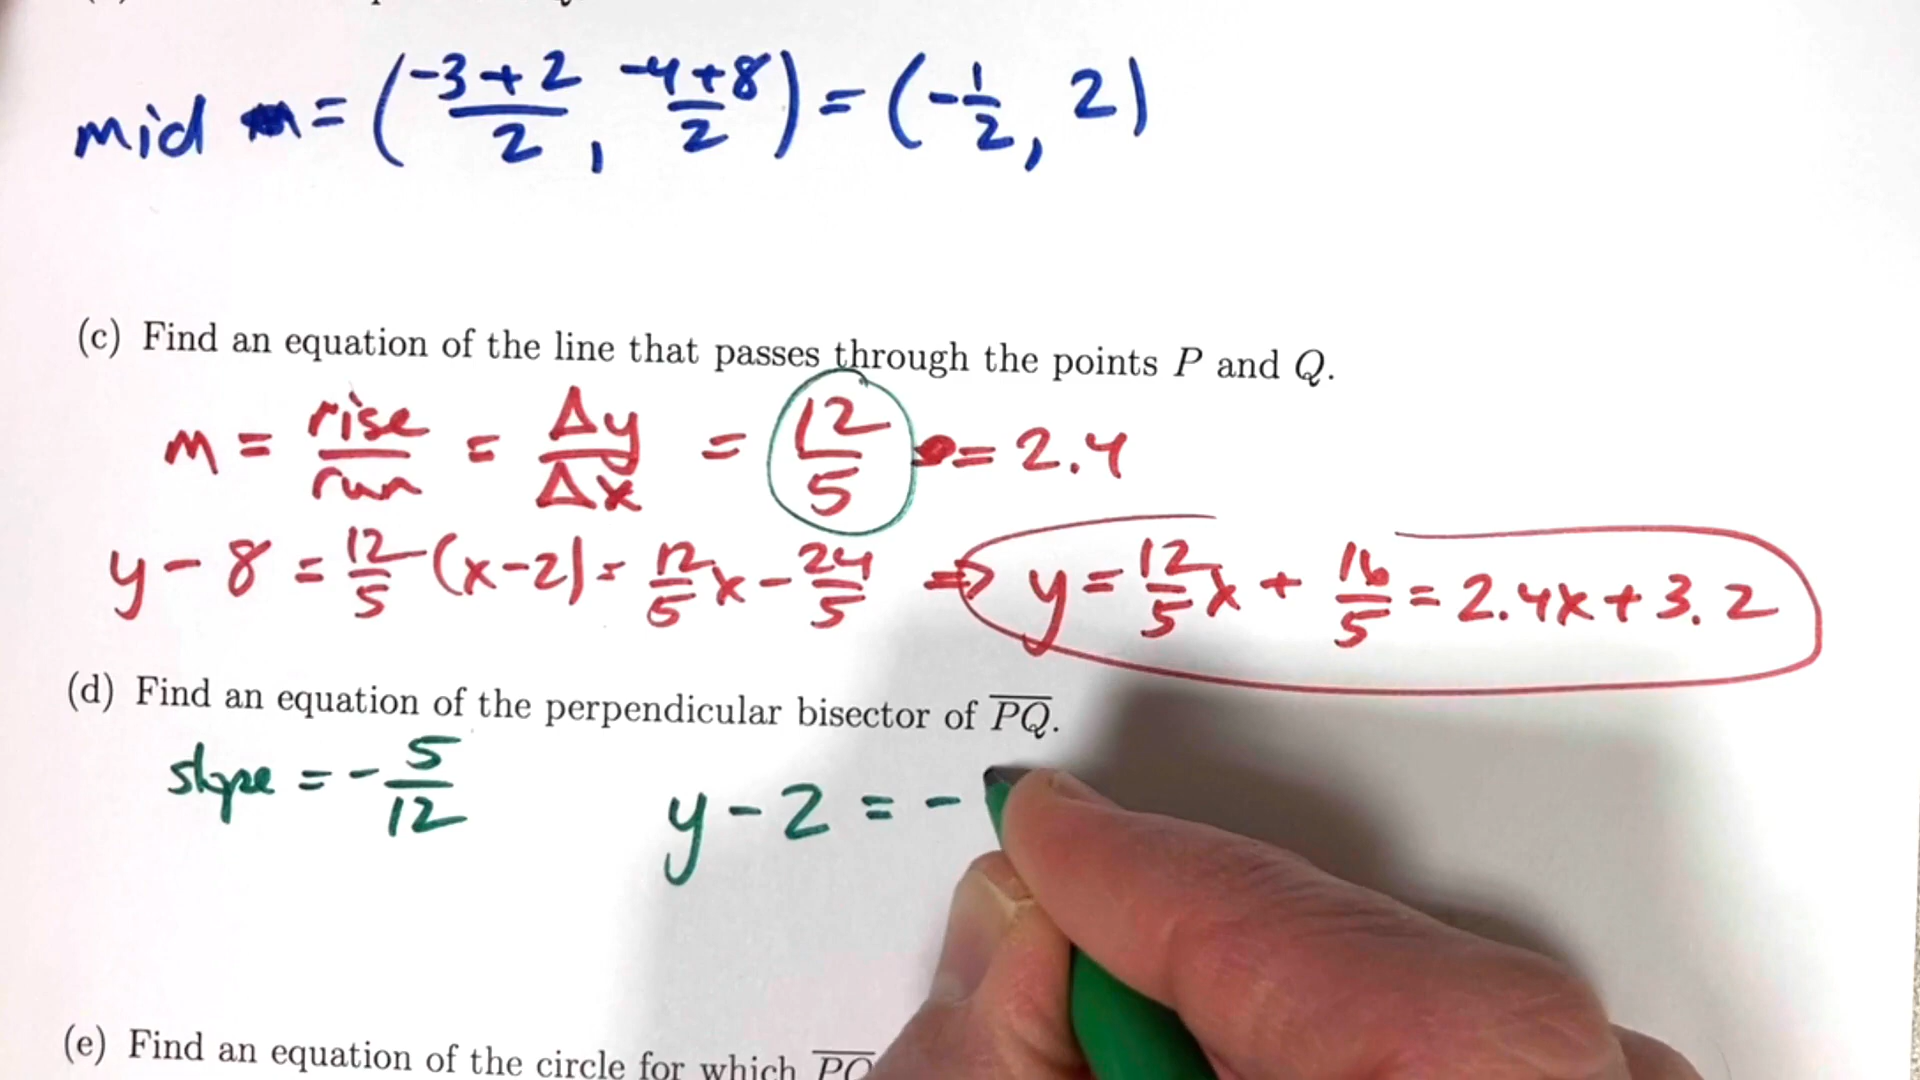 mid m = (-3+2/2, -4+8/2) = (-1/2, 2)
(c) Find an equation of the line that passes through the points P and Q.
m = rise/run = Δy/Δx = 12/5 = 2.4
y - 8 = 12/5 (x-2) = 12/5 x - 24/5 ⇒ y = 12/5 x + 16/5 = 2.4x + 3.2
(d) Find an equation of the perpendicular bisector of PQ.
slope = - 5/12 y - 2 = -
(e) Find an equation of the circle for which PQ